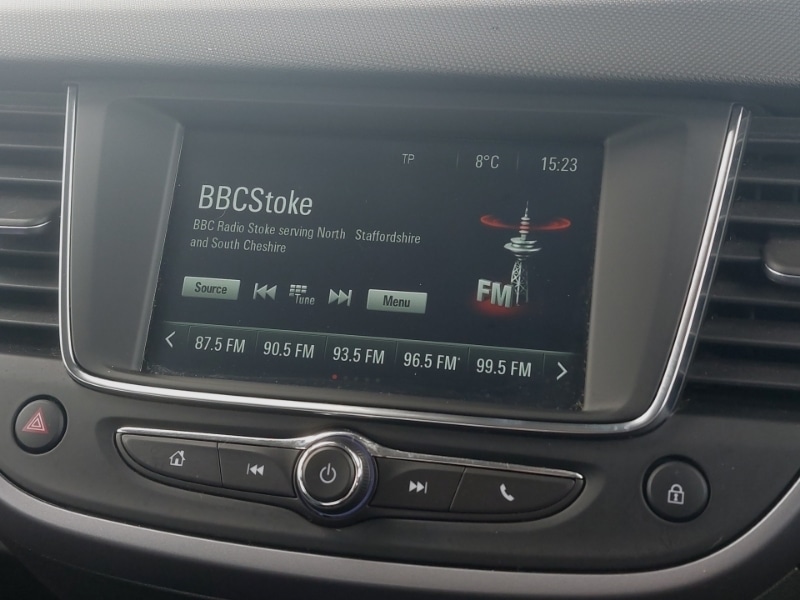 TP 8°C 15:23
BBCStoke
BBC Radio Stoke serving North Staffordshire
and South Cheshire
FM
Source Tune Menu
87.5 FM 90.5 FM 93.5 FM 96.5 FM 99.5 FM